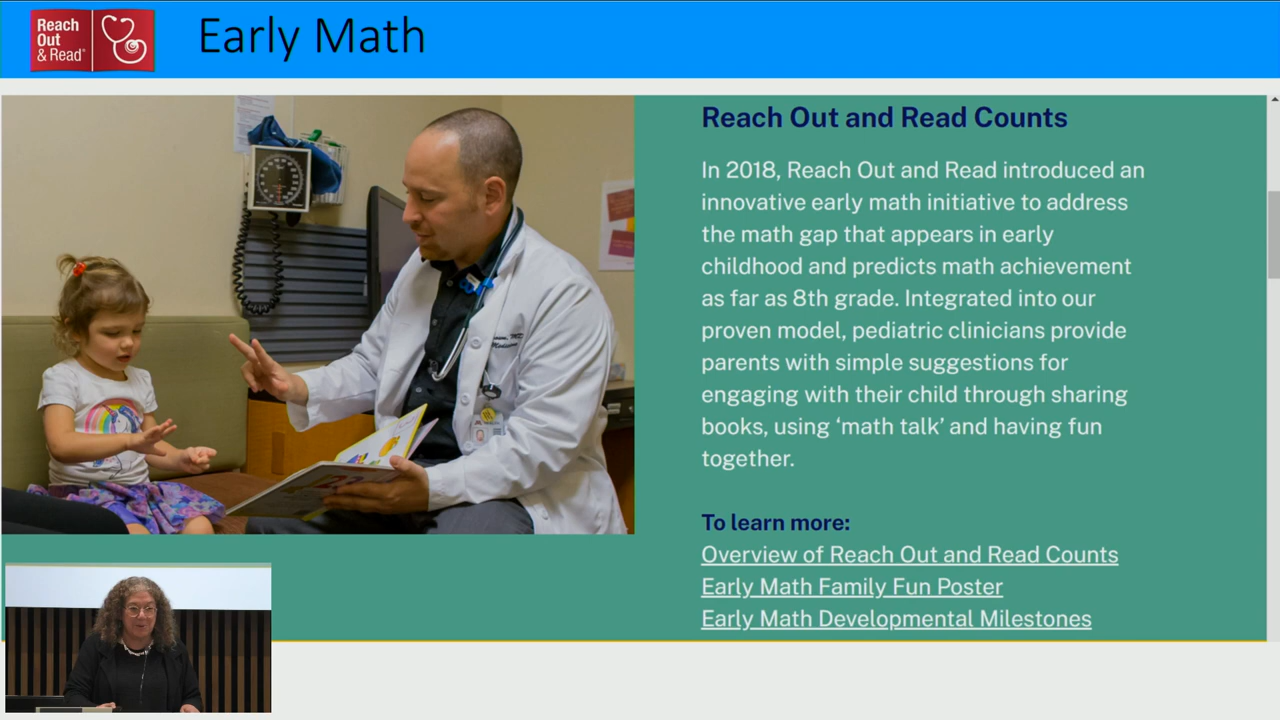 Reach
Out
& Read®
Early Math
Reach Out and Read Counts
In 2018, Reach Out and Read introduced an
innovative early math initiative to address
the math gap that appears in early
childhood and predicts math achievement
as far as 8th grade. Integrated into our
proven model, pediatric clinicians provide
parents with simple suggestions for
engaging with their child through sharing
books, using ‘math talk’ and having fun
together.
To learn more:
Overview of Reach Out and Read Counts
Early Math Family Fun Poster
Early Math Developmental Milestones